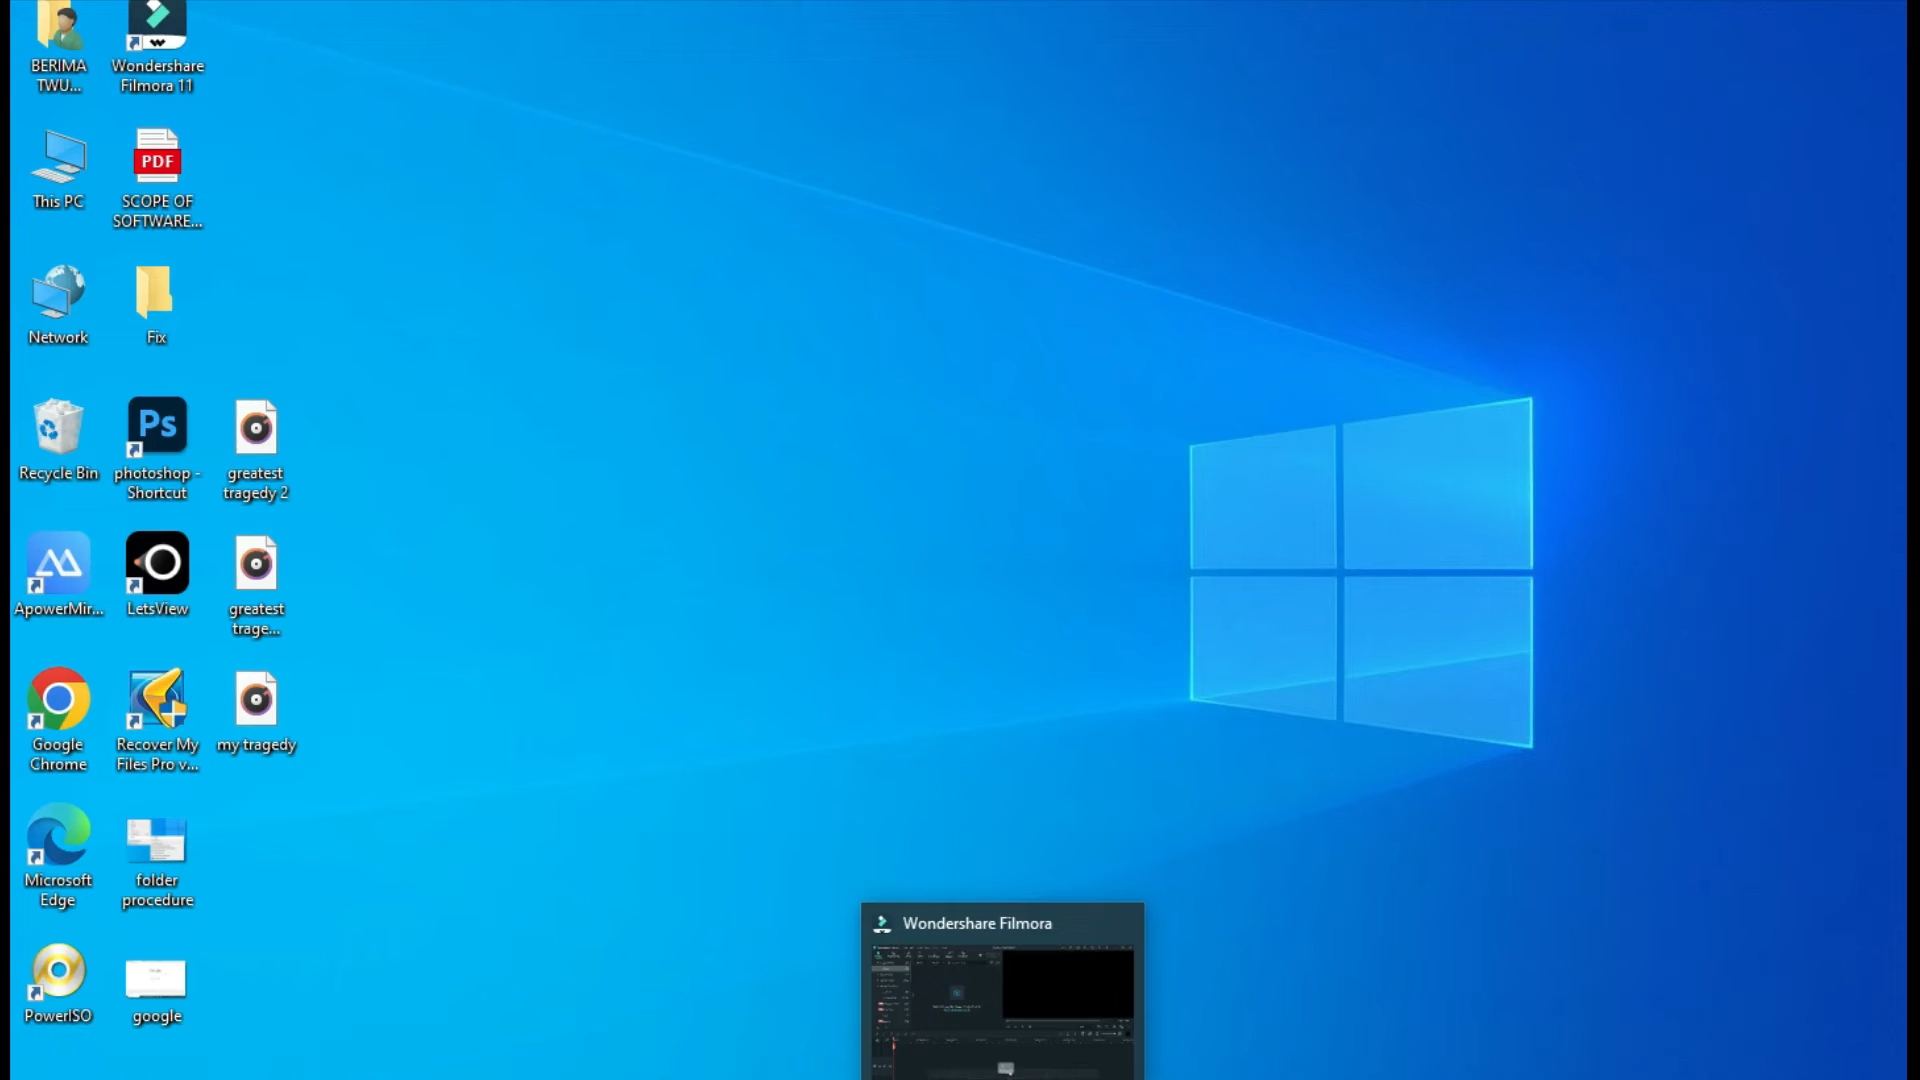 BERIMA
TWU...
Wondershare
Filmora 11
This PC
PDF
SCOPE OF
SOFTWARE...
Network
Fix
Recycle Bin
Ps
photoshop -
Shortcut
greatest
tragedy 2
ApowerMir...
LetsView
greatest
trage...
Google
Chrome
Recover My
Files Pro v...
my tragedy
Microsoft
Edge
folder
procedure
PowerISO
google
Wondershare Filmora